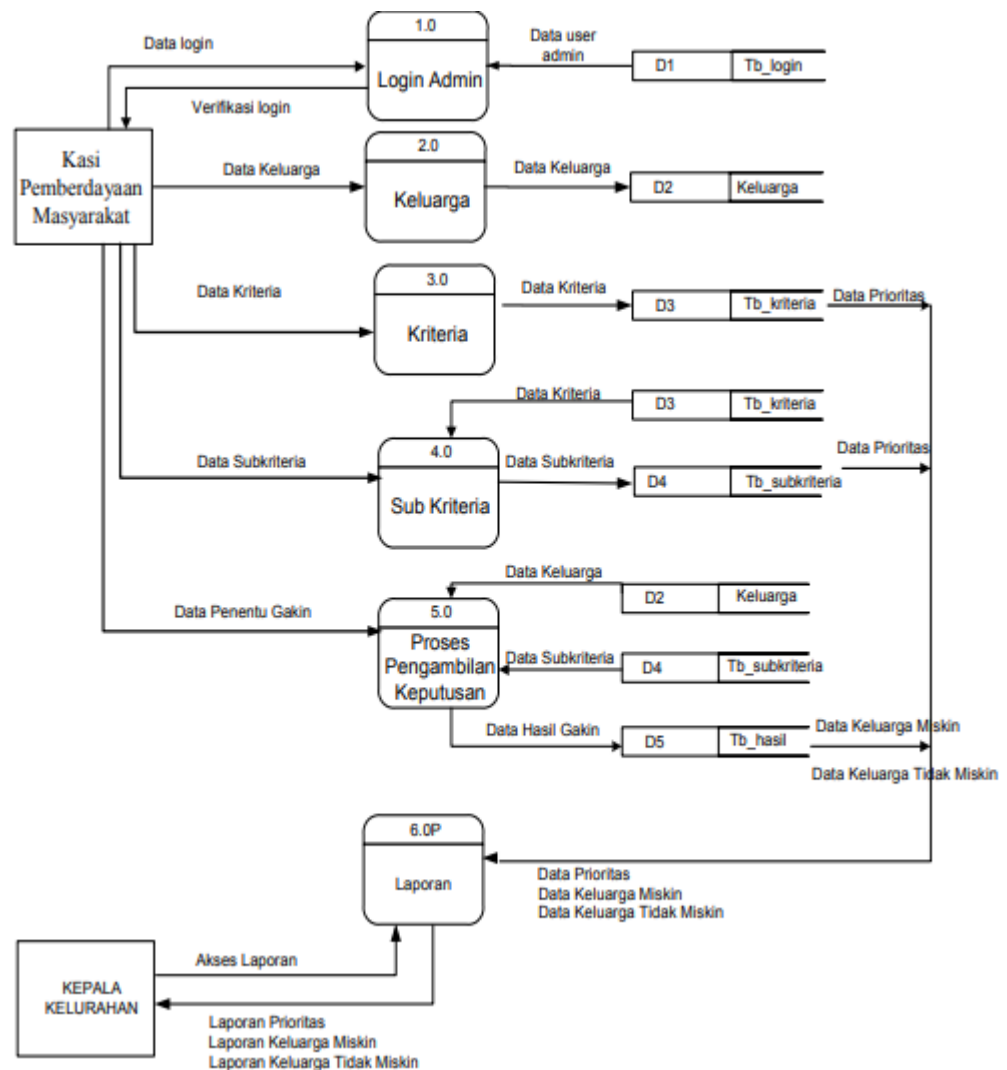 1.0
Login Admin
Data login
Verifikasi login
Data user
admin
D1 Tb_login
Kasi
Pemberdayaan
Masyarakat
Data Keluarga
2.0
Keluarga
Data Keluarga
D2 Keluarga
Data Kriteria
3.0
Kriteria
Data Kriteria
D3 Tb_kriteria
Data Prioritas
Data Kriteria
D3 Tb_kriteria
Data Subkriteria
4.0
Sub Kriteria
Data Subkriteria
D4 Tb_subkriteria
Data Prioritas
Data Keluarga
D2 Keluarga
Data Penentu Gakin
5.0
Proses
Pengambilan
Keputusan
Data Subkriteria
D4 Tb_subkriteria
Data Hasil Gakin
D5 Tb_hasil
Data Keluarga Miskin
Data Keluarga Tidak Miskin
6.0P
Laporan
Data Prioritas
Data Keluarga Miskin
Data Keluarga Tidak Miskin
KEPALA
KELURAHAN
Akses Laporan
Laporan Prioritas
Laporan Keluarga Miskin
Laporan Keluarga Tidak Miskin